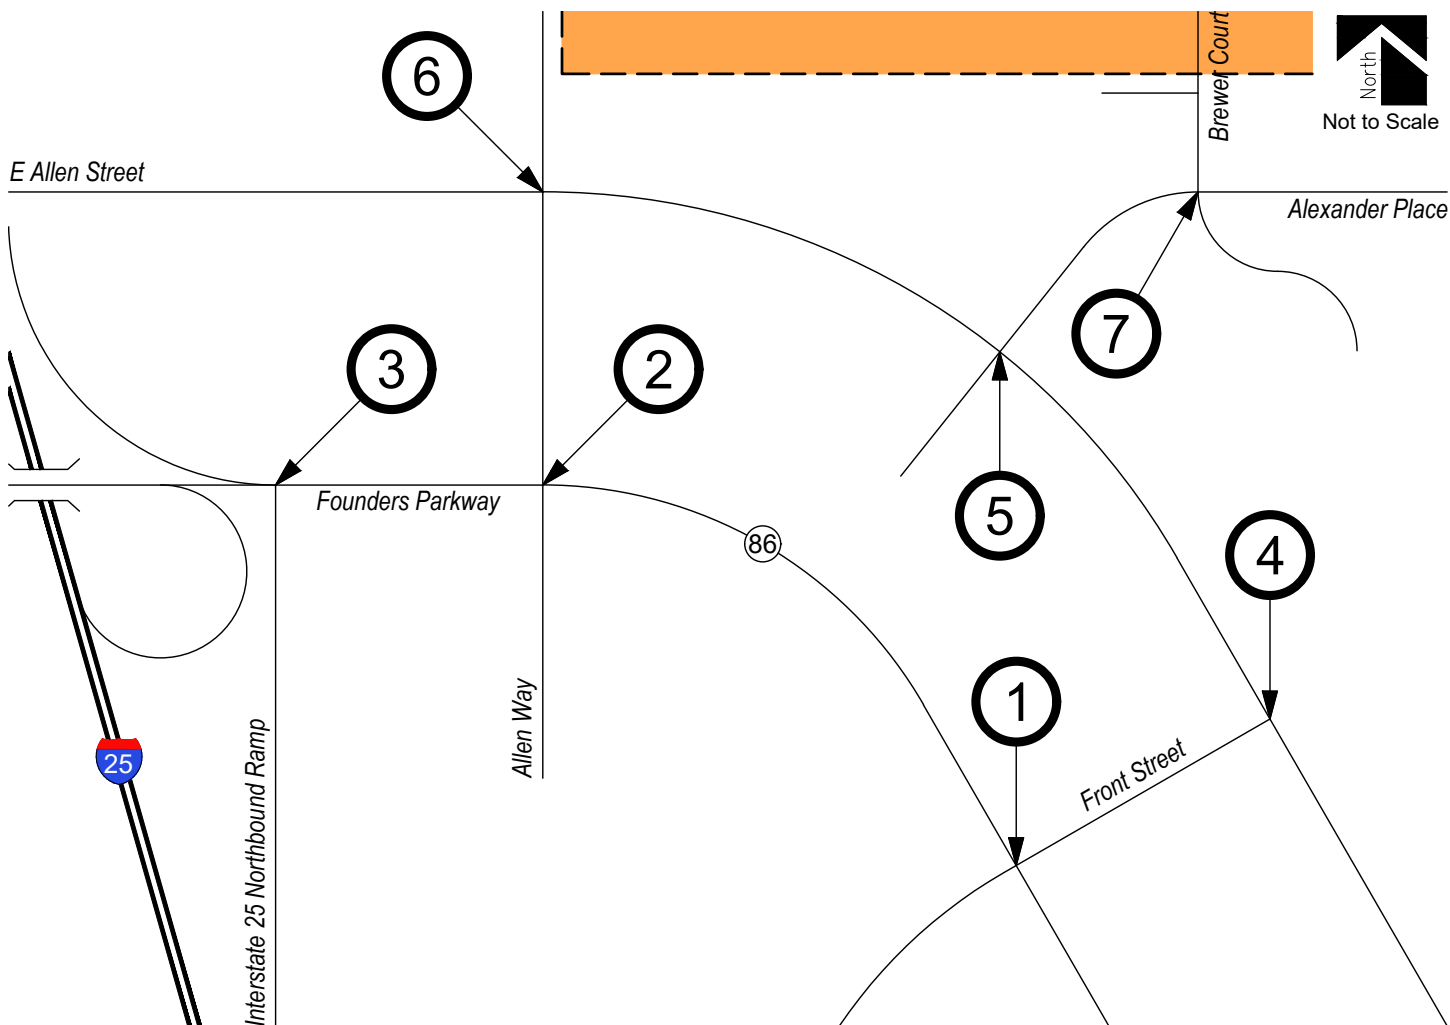 Brewer Court
North
Not to Scale
6
E Allen Street
Alexander Place
7
3
2
Founders Parkway
5
86
4
1
Allen Way
Interstate 25 Northbound Ramp
25
Front Street